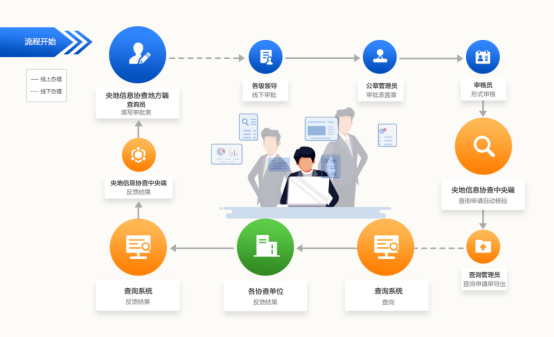 流程开始
线上办理
线下办理
央地信息协查地方端
查询员
填写审批表
各级领导
线下审批
公章管理员
审批表盖章
审核员
形式审核
央地信息协查中央端
反馈结果
央地信息协查中央端
查询申请自动核验
查询系统
反馈结果
各协查单位
反馈结果
查询系统
查询
查询管理员
查询申请单导出